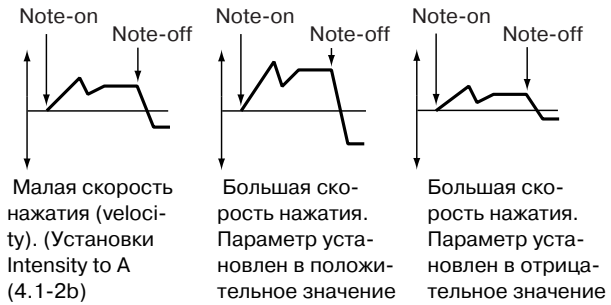 Note-on
Note-off
Малая скорость
нажатия (veloci-
ty). (Установки
Intensity to A
(4.1-2b)
Note-on
Note-off
Большая ско-
рость нажатия.
Параметр уста-
новлен в положи-
тельное значение
Note-on
Note-off
Большая ско-
рость нажатия.
Параметр уста-
новлен в отрица-
тельное значение